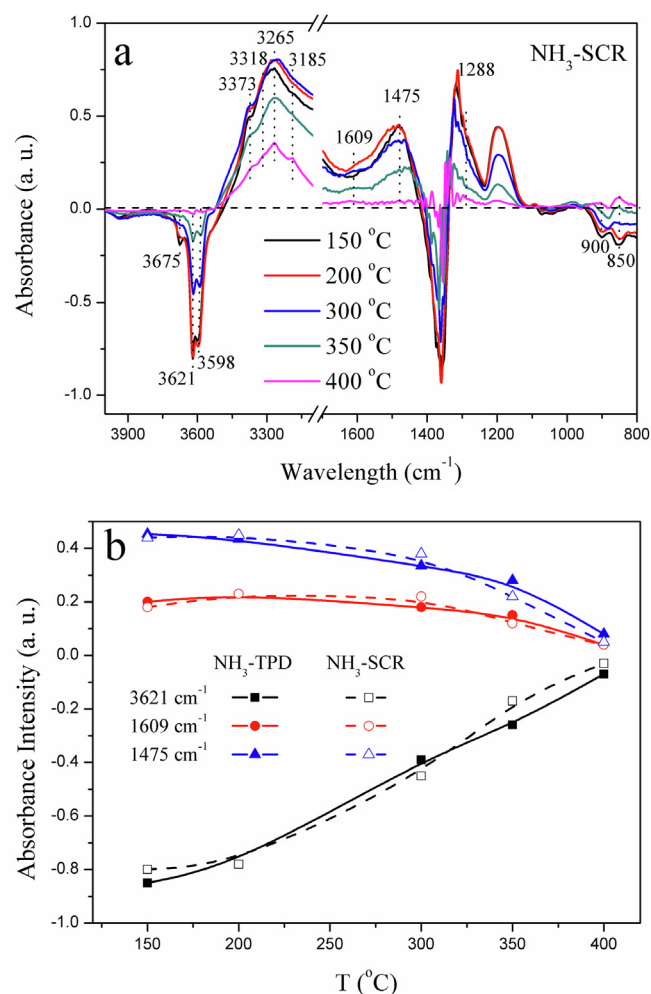 a
NH₃-SCR
3265
3318
3185
3373
1288
1475
1609
3675
3598
3621
900
850
1.0
0.5
0.0
-0.5
-1.0
Absorbance (a. u.)
150 °C
200 °C
300 °C
350 °C
400 °C
3900 3600 3300 1600 1400 1200 1000 800
Wavelength (cm⁻¹)
b
0.4
0.2
0.0
-0.2
-0.4
-0.6
-0.8
-1.0
Absorbance Intensity (a. u.)
NH₃-TPD NH₃-SCR
3621 cm⁻¹
1609 cm⁻¹
1475 cm⁻¹
150 200 250 300 350 400
T (°C)